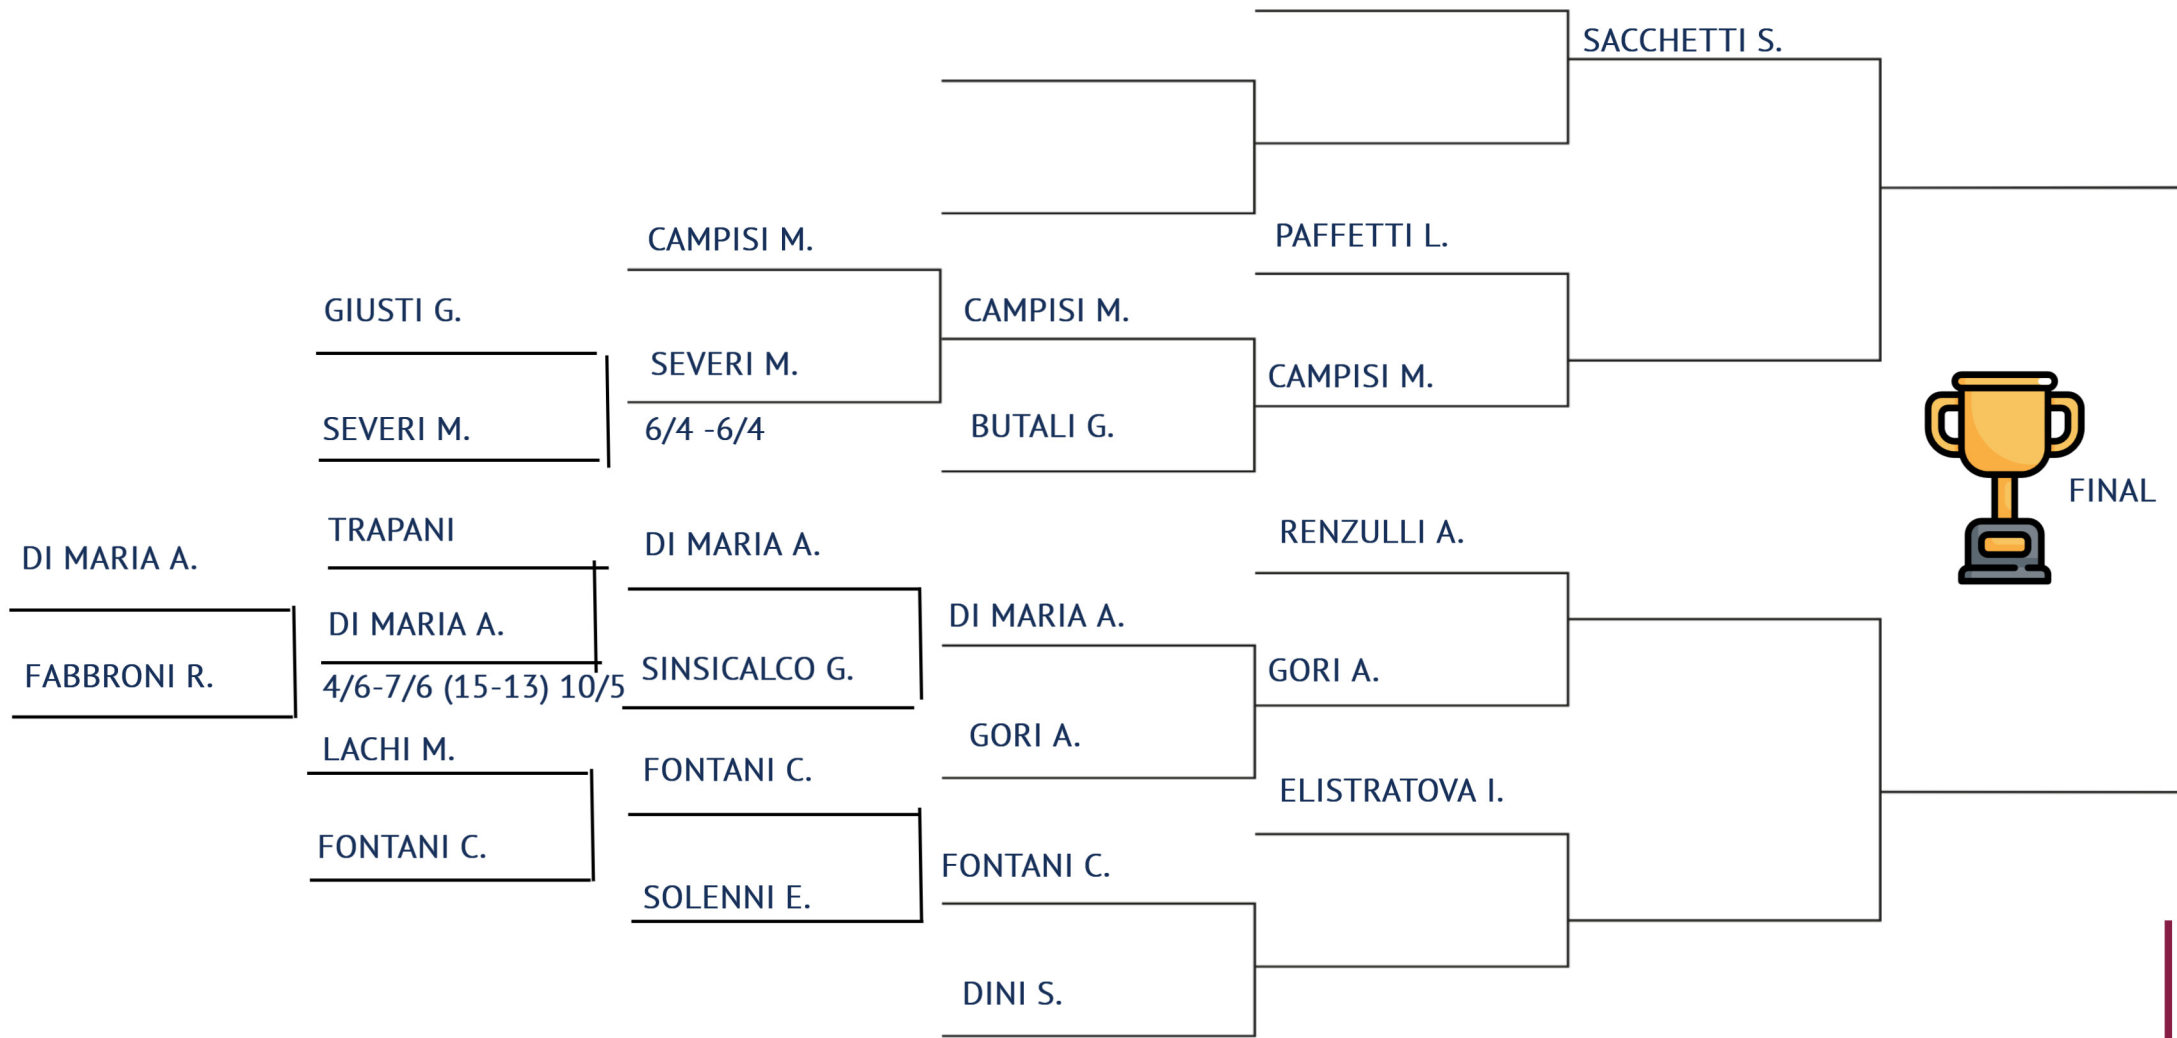 SACCHETTI S.
CAMPISI M.
PAFFETTI L.
GIUSTI G.
CAMPISI M.
SEVERI M.
CAMPISI M.
SEVERI M.
6/4 -6/4
BUTALI G.
FINAL
TRAPANI
DI MARIA A.
RENZULLI A.
DI MARIA A.
DI MARIA A.
DI MARIA A.
FABBRONI R.
4/6-7/6 (15-13) 10/5
SINSICALCO G.
GORI A.
LACHI M.
GORI A.
FONTANI C.
ELISTRATOVA I.
FONTANI C.
FONTANI C.
SOLENNI E.
DINI S.